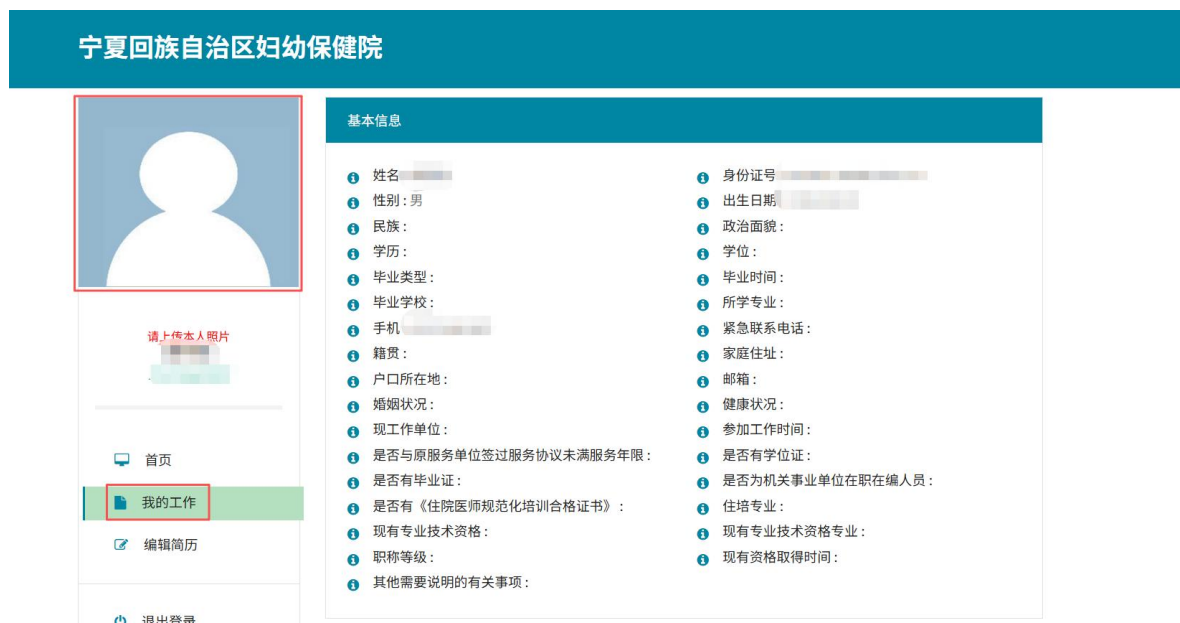 宁夏回族自治区妇幼保健院
请上传本人照片
首页
我的工作
编辑简历
退出登录
基本信息
姓名
身份证号
性别：男
出生日期
民族：
政治面貌：
学历：
学位：
毕业类型：
毕业时间：
毕业学校：
所学专业：
手机
紧急联系电话：
籍贯：
家庭住址：
户口所在地：
邮箱：
婚姻状况：
健康状况：
现工作单位：
参加工作时间：
是否与原服务单位签过服务协议未满服务年限：
是否有学位证：
是否有毕业证：
是否为机关事业单位在职在编人员：
是否有《住院医师规范化培训合格证书》：
住培专业：
现有专业技术资格：
现有专业技术资格专业：
职称等级：
现有资格取得时间：
其他需要说明的有关事项：